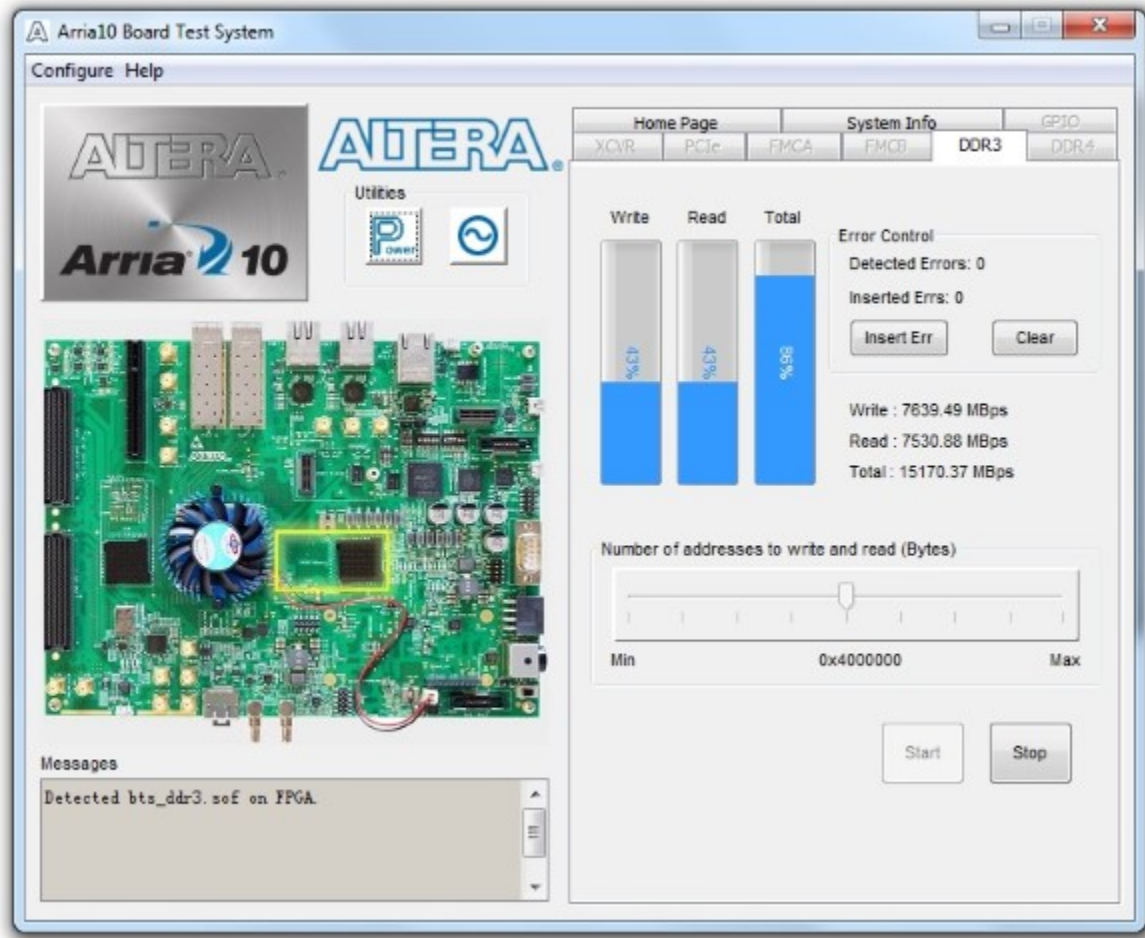 Arria10 Board Test System
Configure Help
ALTERA
Arria 10
ALTERA
Utilities
Power
Home Page System Info GPIO
XCVR PCIe FMCA FMCB DDR3 DDR4
Write Read Total
43% 43% 86%
Error Control
Detected Errors: 0
Inserted Errs: 0
Insert Err Clear
Write : 7639.49 MBps
Read : 7530.88 MBps
Total : 15170.37 MBps
Number of addresses to write and read (Bytes)
Min 0x4000000 Max
Start Stop
Messages
Detected bts_ddr3.sof on FPGA.